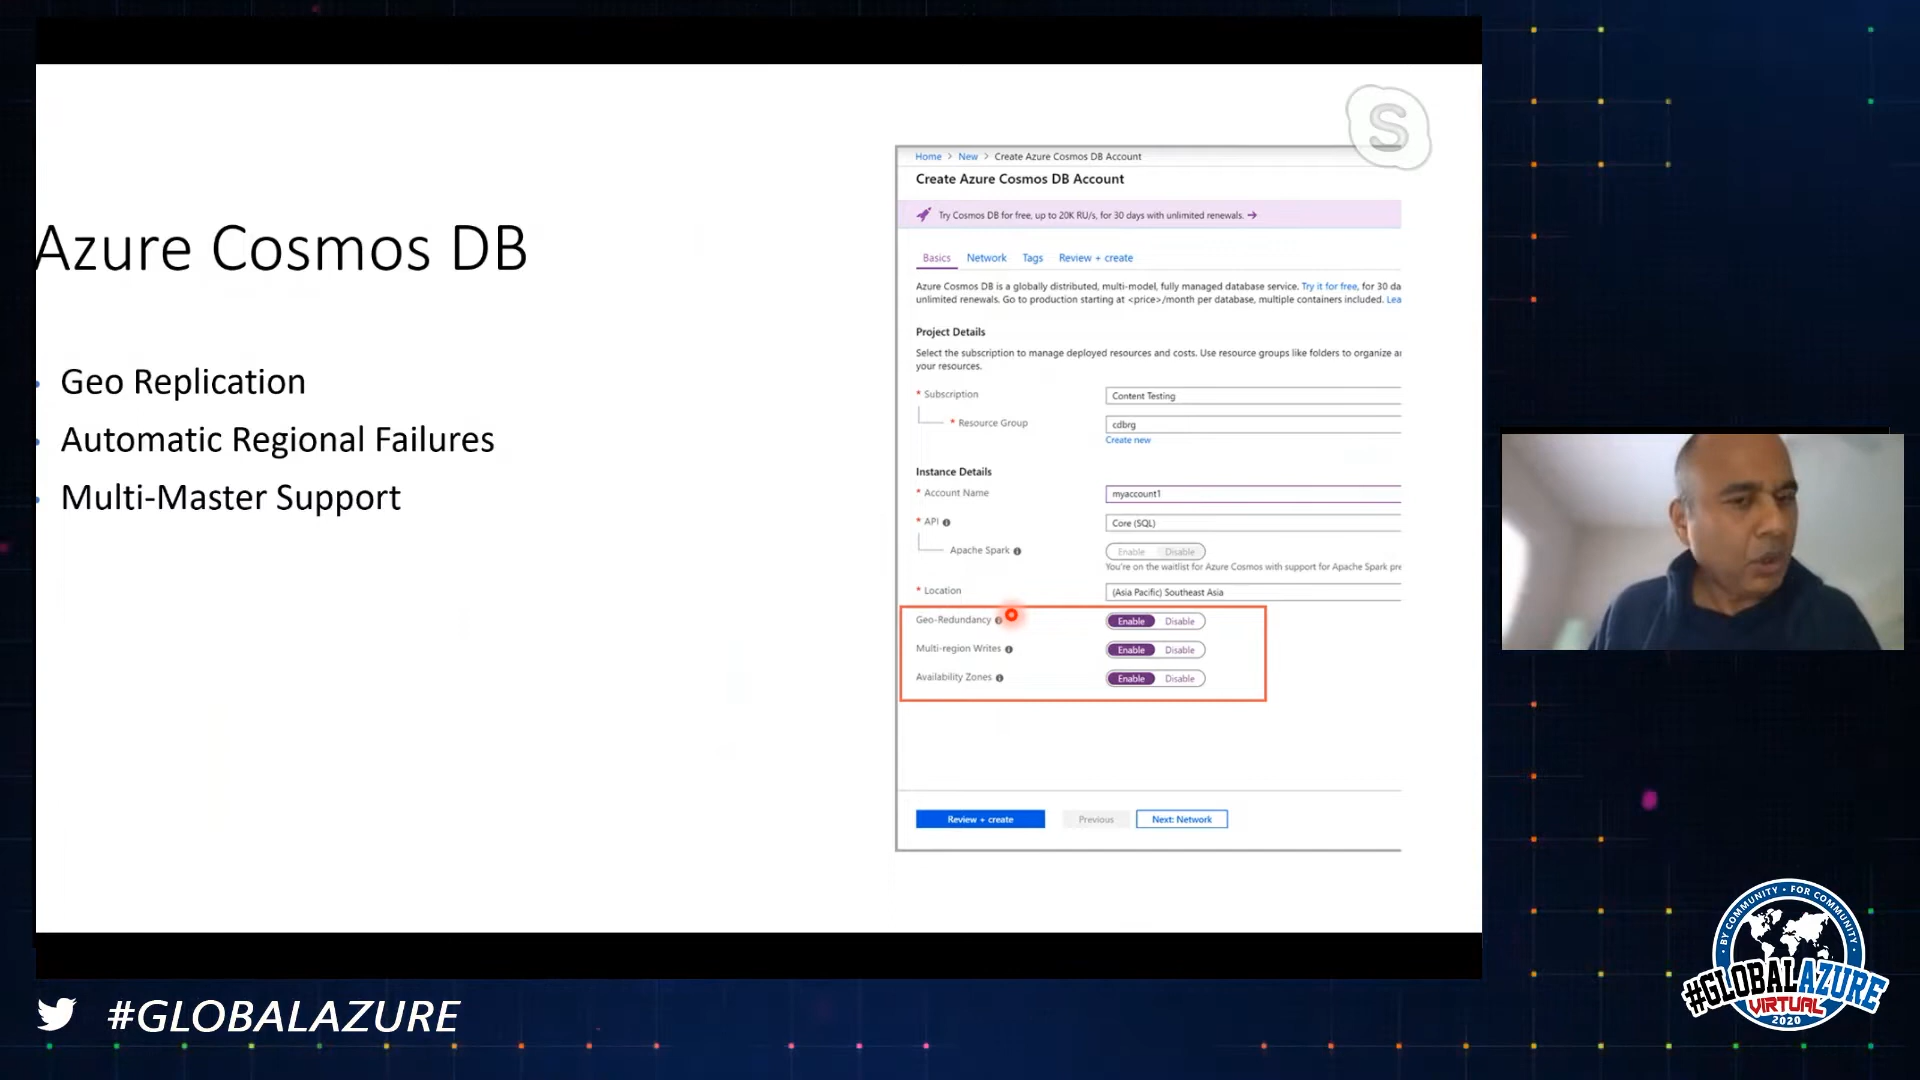 Azure Cosmos DB
Geo Replication
Automatic Regional Failures
Multi-Master Support
S
Home > New > Create Azure Cosmos DB Account
Create Azure Cosmos DB Account
Try Cosmos DB for free, up to 20K RU/s, for 30 days with unlimited renewals. →
Basics Network Tags Review + create
Azure Cosmos DB is a globally distributed, multi-model, fully managed database service. Try it for free, for 30 da
unlimited renewals. Go to production starting at <price>/month per database, multiple containers included. Lea
Project Details
Select the subscription to manage deployed resources and costs. Use resource groups like folders to organize a
your resources.
* Subscription Content Testing
* Resource Group cdbrg
Create new
Instance Details
* Account Name myaccount1
* API Core (SQL)
Apache Spark Enable Disable
You're on the waitlist for Azure Cosmos with support for Apache Spark pre
* Location (Asia Pacific) Southeast Asia
Geo-Redundancy Enable Disable
Multi-region Writes Enable Disable
Availability Zones Enable Disable
Review + create Previous Next: Network
#GLOBALAZURE
• BY COMMUNITY • FOR COMMUNITY •
#GLOBALAZURE
VIRTUAL
2020